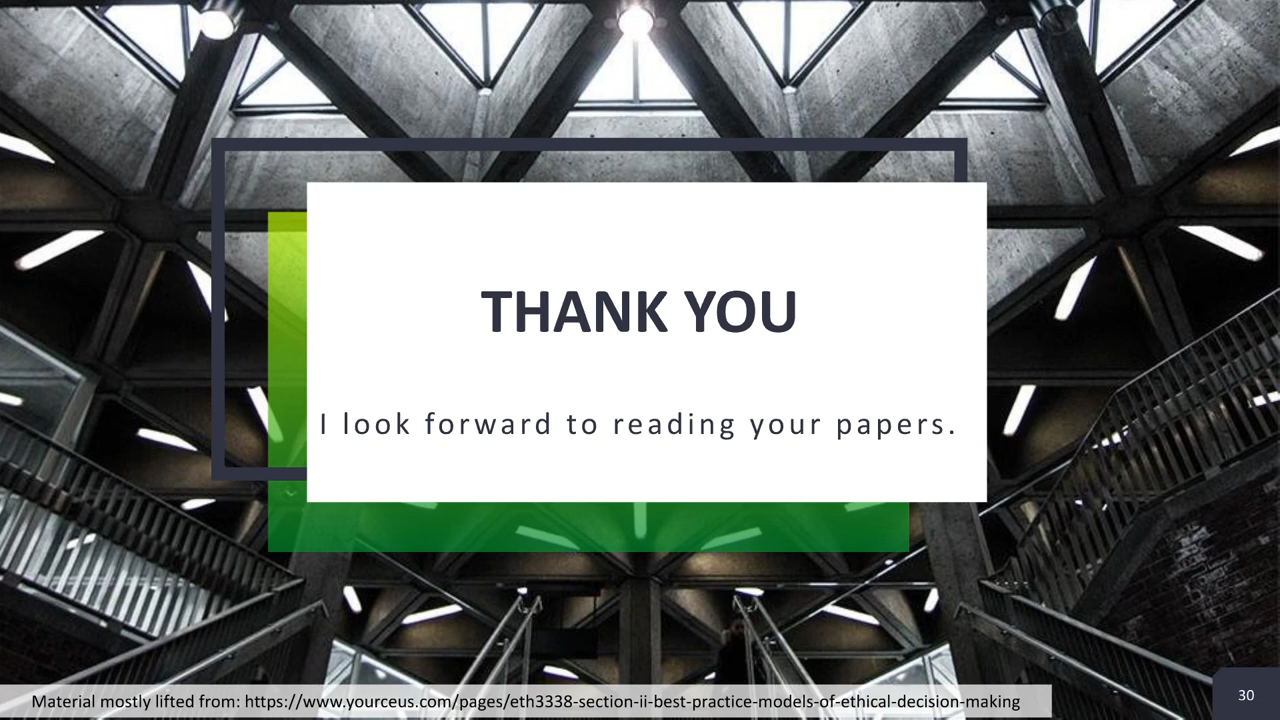 THANK YOU
I look forward to reading your papers.
Material mostly lifted from: https://www.yourceus.com/pages/eth3338-section-ii-best-practice-models-of-ethical-decision-making
30